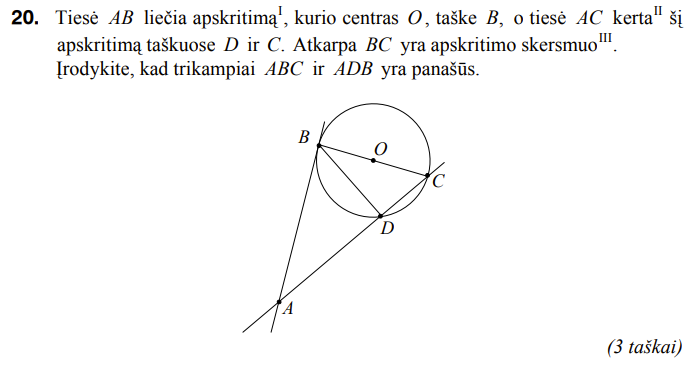 20. Tiesė AB liečia apskritimąᴵ, kurio centras O, taške B, o tiesė AC kertaᴵᴵ šį
apskritimą taškuose D ir C. Atkarpa BC yra apskritimo skersmuoᴵᴵᴵ.
Įrodykite, kad trikampiai ABC ir ADB yra panašūs.
B
O
C
D
A
(3 taškai)